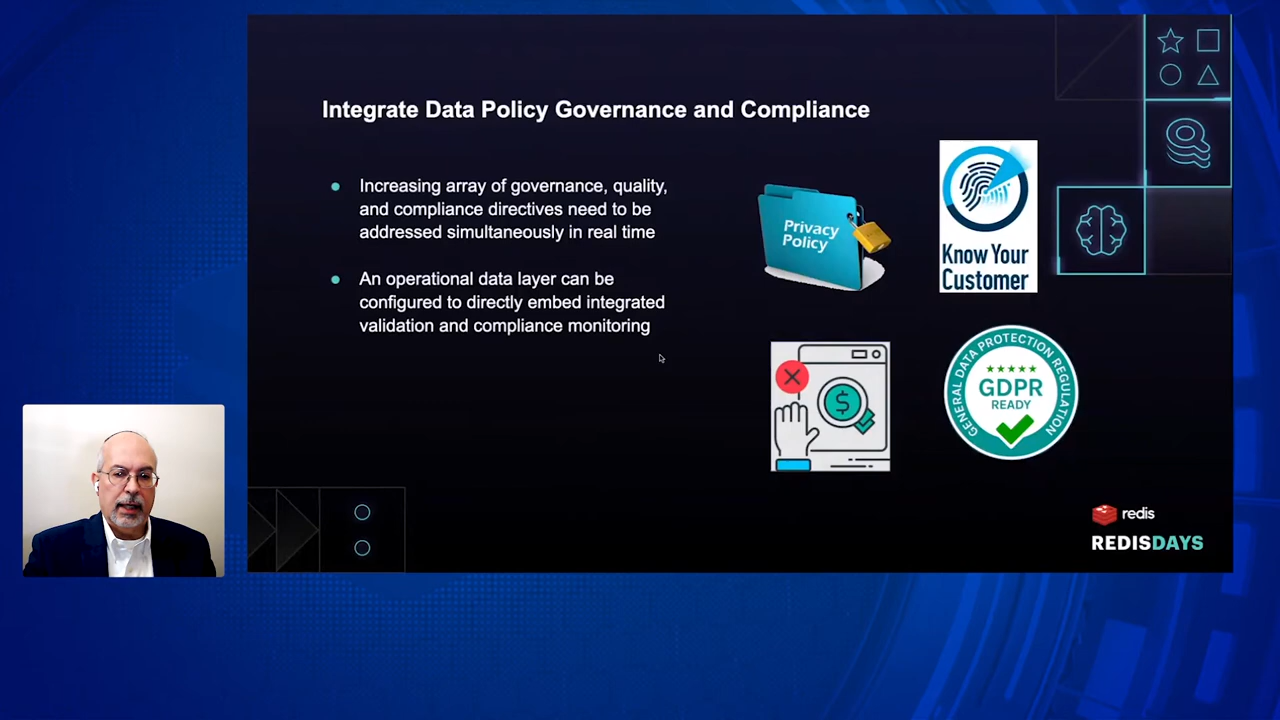 Integrate Data Policy Governance and Compliance
Increasing array of governance, quality,
and compliance directives need to be
addressed simultaneously in real time
An operational data layer can be
configured to directly embed integrated
validation and compliance monitoring
Privacy
Policy
Know Your
Customer
$
GENERAL DATA PROTECTION REGULATION
GDPR
READY
redis
REDISDAYS